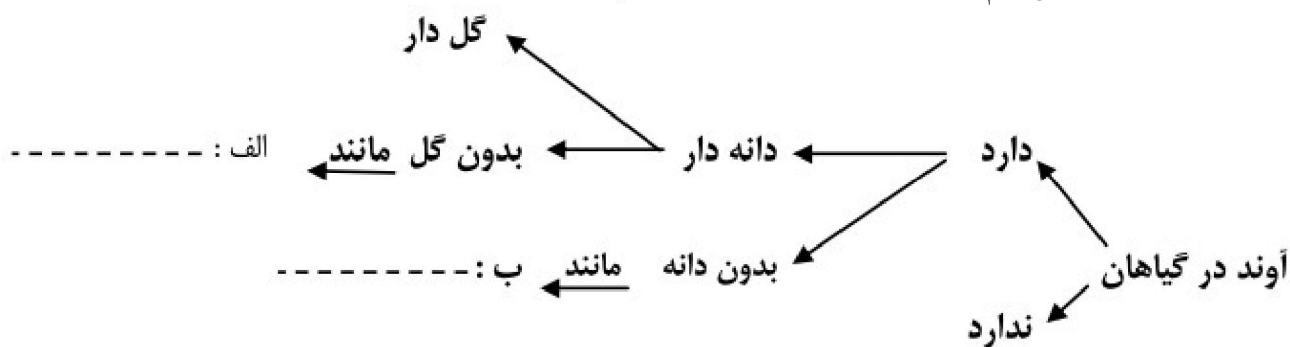 گل دار
دارد دانه دار بدون گل مانند الف : ---------
آوند در گیاهان بدون دانه مانند ب : ---------
ندارد